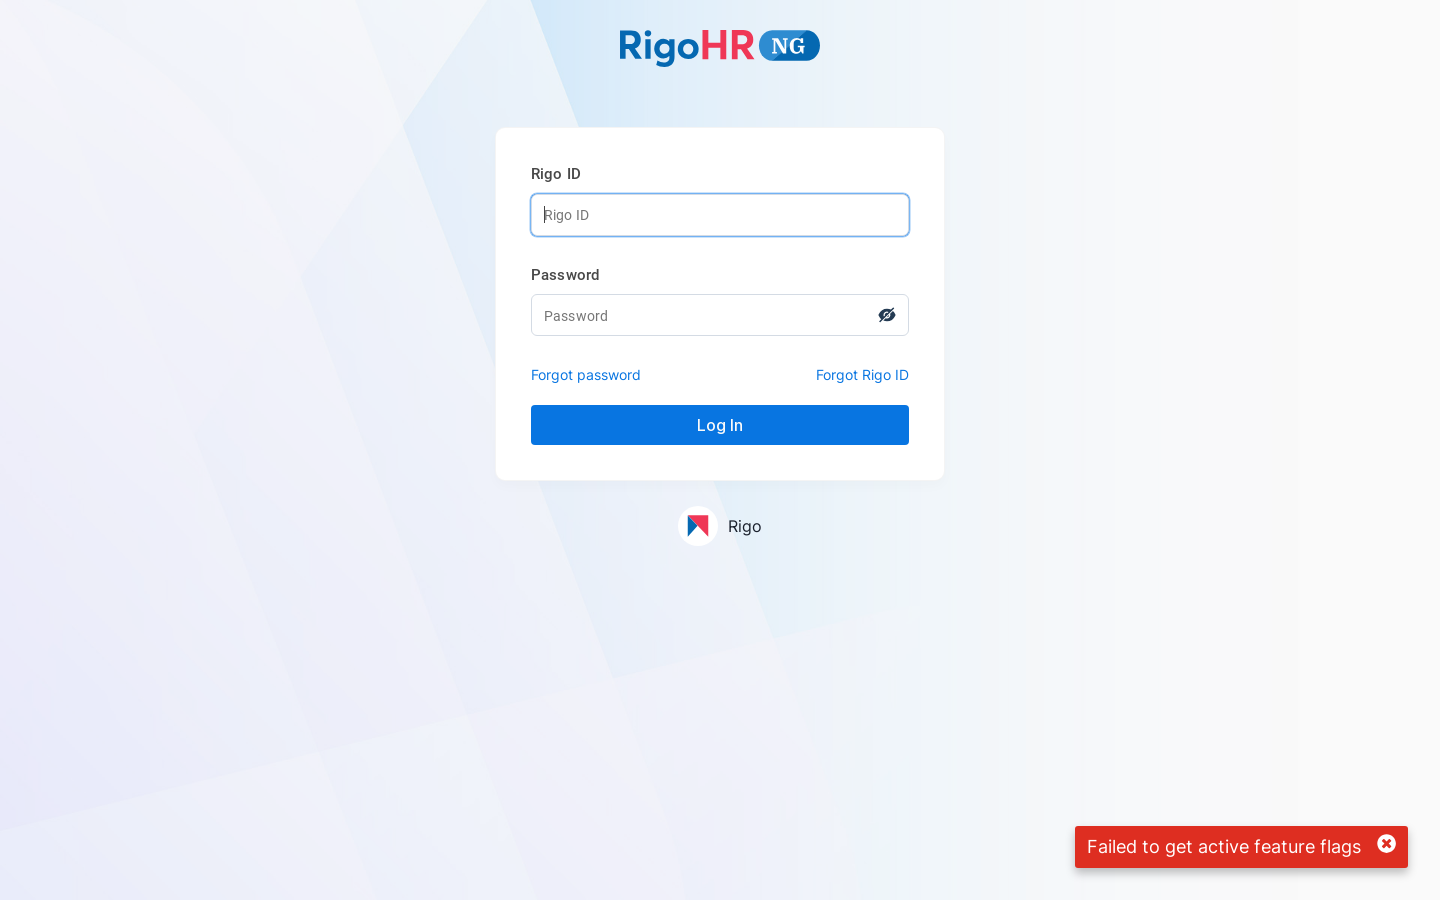 RigoHR NG
Rigo ID
Rigo ID
Password
Password
Forgot password
Forgot Rigo ID
Log In
Rigo
Failed to get active feature flags